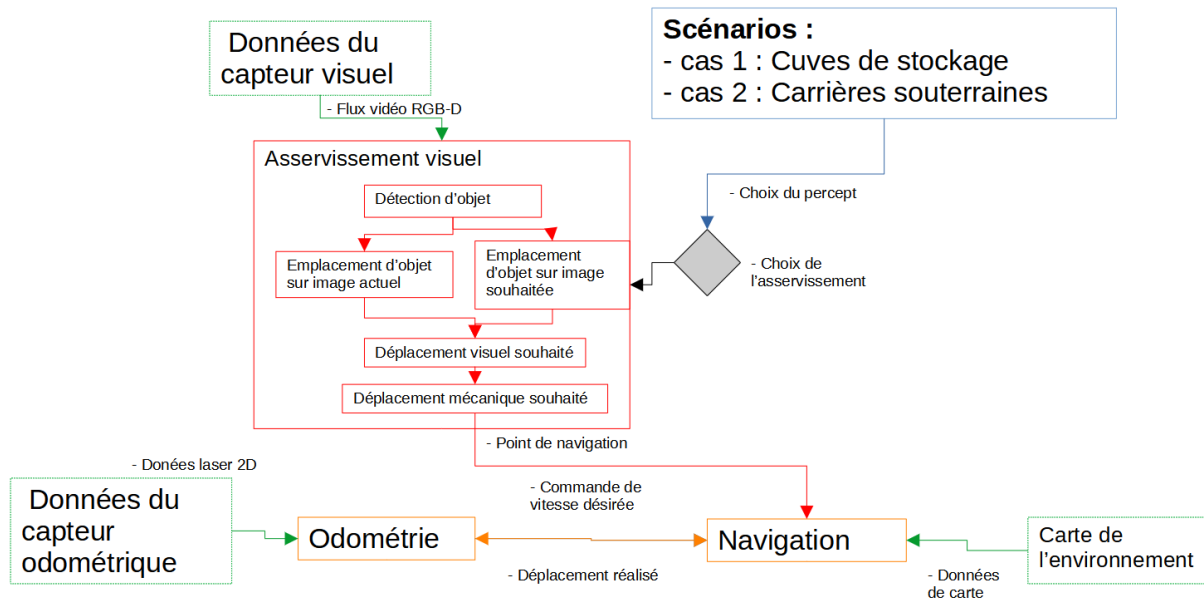 Données du
capteur visuel
Scénarios :
- cas 1 : Cuves de stockage
- cas 2 : Carrières souterraines
- Flux vidéo RGB-D
Asservissement visuel
Détection d'objet
- Choix du percept
Emplacement d'objet
sur image actuel
Emplacement
d'objet sur image
souhaitée
- Choix de
l'asservissement
Déplacement visuel souhaité
Déplacement mécanique souhaité
- Point de navigation
- Donées laser 2D
Données du
capteur
odométrique
- Commande de
vitesse désirée
Odométrie
Navigation
Carte de
l'environnement
- Déplacement réalisé
- Données
de carte